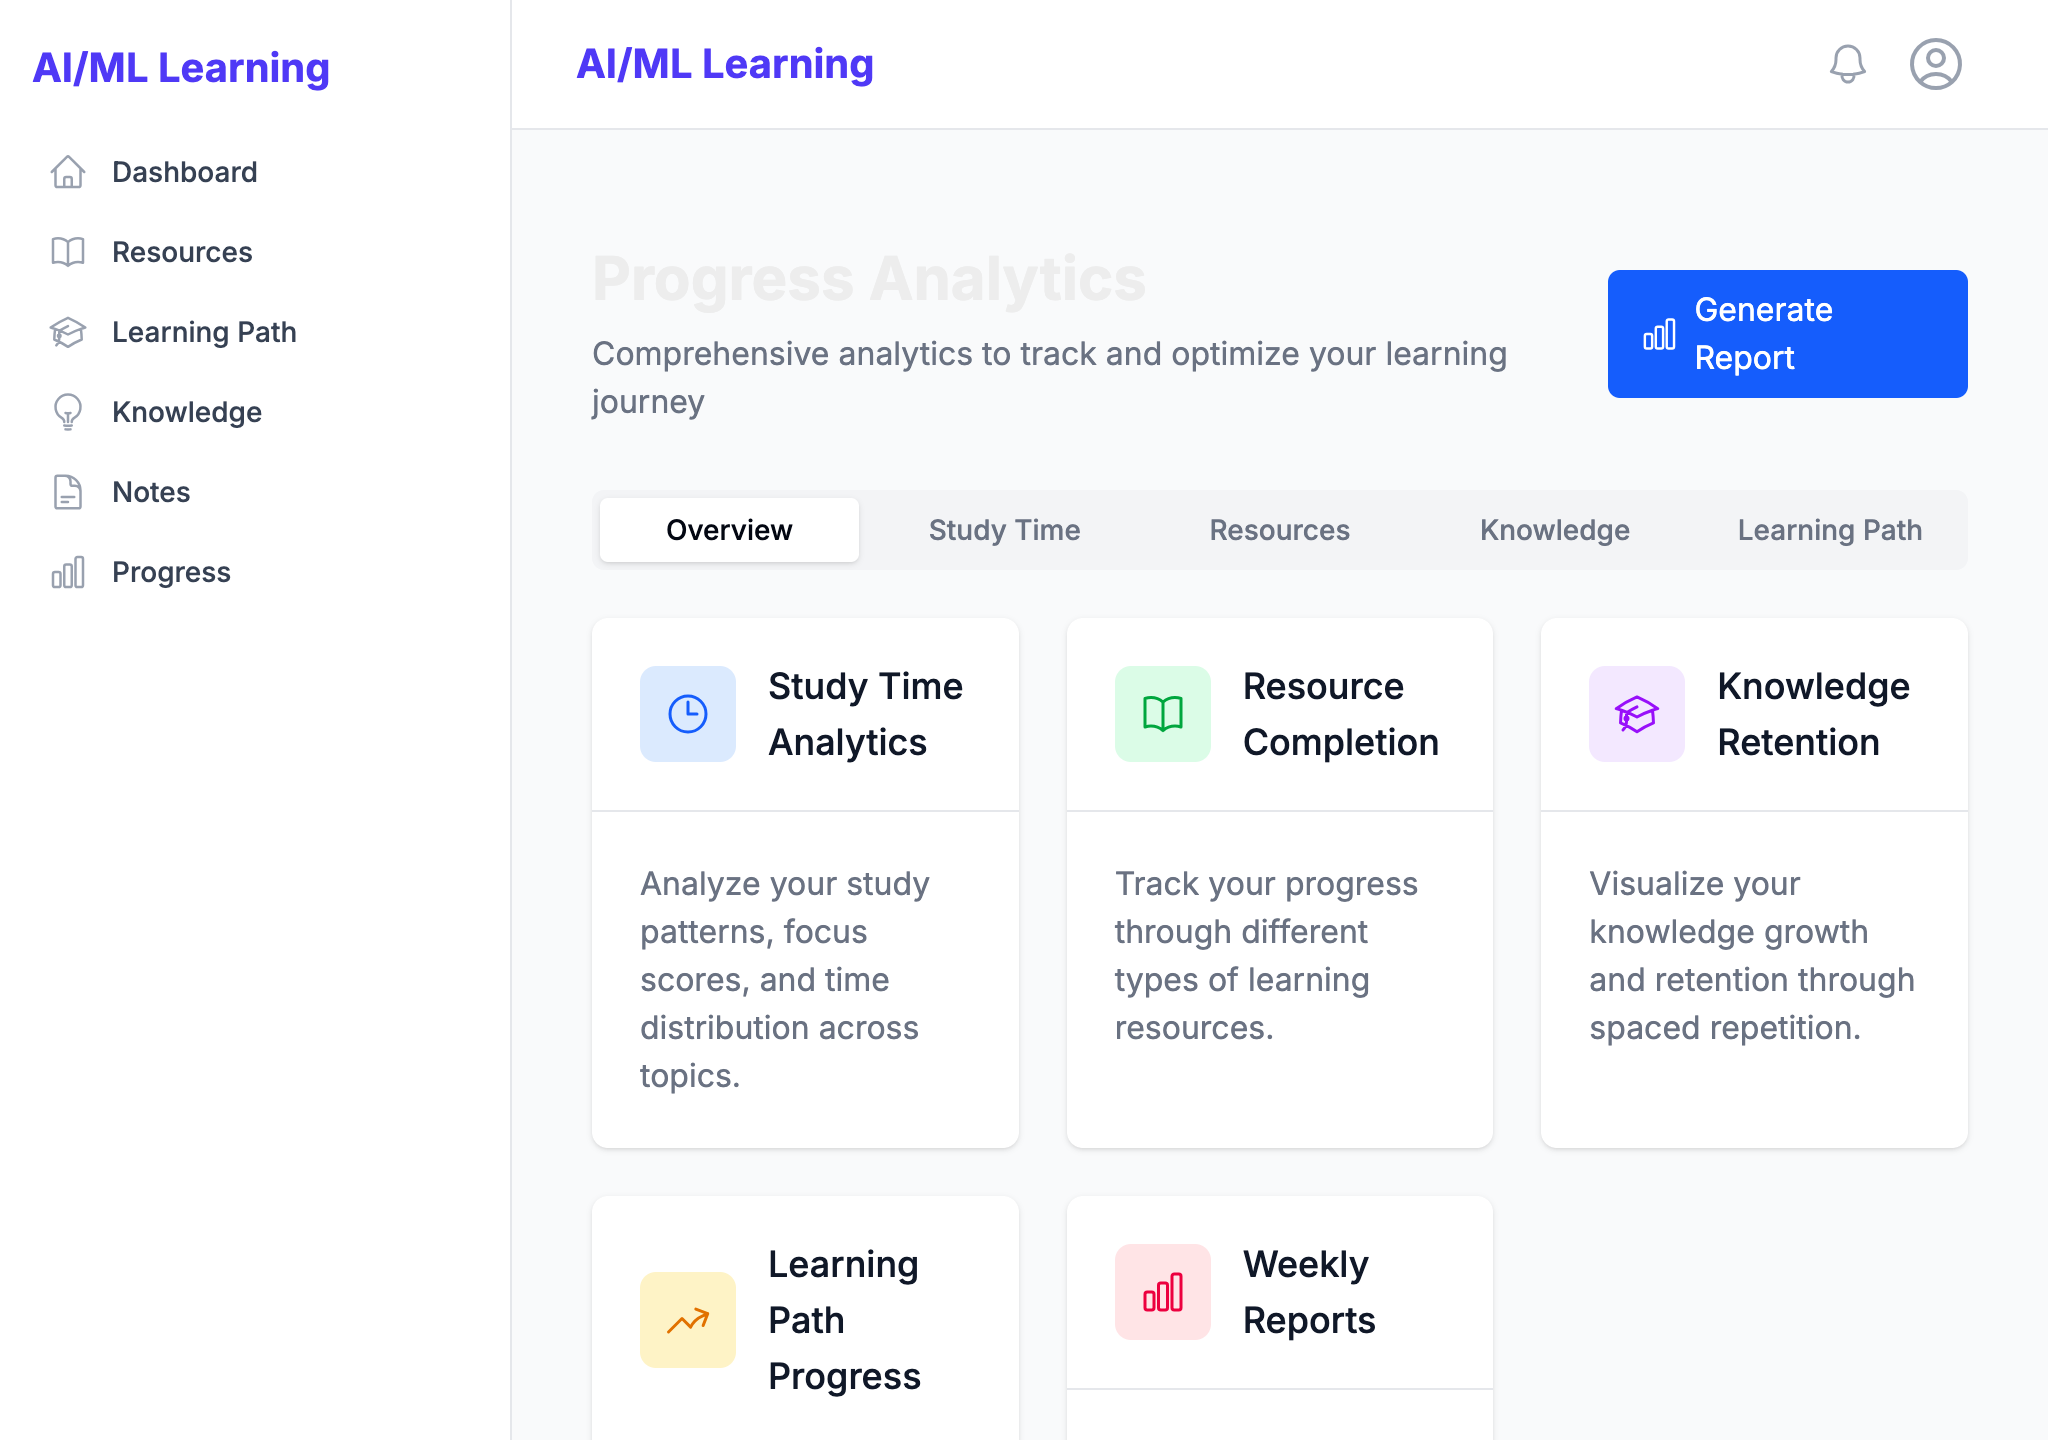 AI/ML Learning
Dashboard
Resources
Learning Path
Knowledge
Notes
Progress
AI/ML Learning
Progress Analytics
Comprehensive analytics to track and optimize your learning
journey
Generate
Report
Overview
Study Time
Resources
Knowledge
Learning Path
Study Time
Analytics
Analyze your study
patterns, focus
scores, and time
distribution across
topics.
Resource
Completion
Track your progress
through different
types of learning
resources.
Knowledge
Retention
Visualize your
knowledge growth
and retention through
spaced repetition.
Learning
Path
Progress
Weekly
Reports